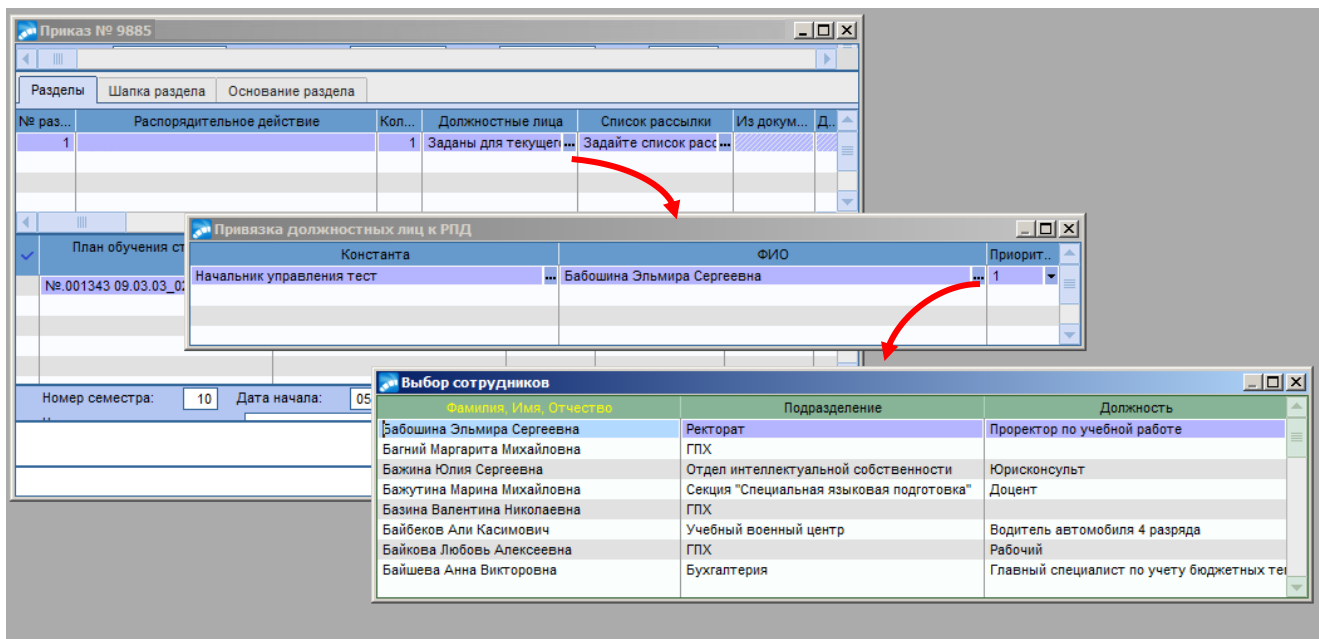 Приказ № 9885
Разделы Шапка раздела Основание раздела
№ раз... Распорядительное действие Кол... Должностные лица Список рассылки Из докум... Д..
1 1 Заданы для текущег ... Задайте список расс ...
Привязка должностных лиц к РПД
План обучения ст
Константа ФИО Приорит..
Начальник управления тест ... Бабошина Эльмира Сергеевна ... 1
№.001343 09.03.03_02
Выбор сотрудников
Номер семестра: 10 Дата начала: 05
Фамилия, Имя, Отчество Подразделение Должность
Бабошина Эльмира Сергеевна Ректорат Проректор по учебной работе
Багний Маргарита Михайловна ГПХ
Бажина Юлия Сергеевна Отдел интеллектуальной собственности Юрисконсульт
Бажутина Марина Михайловна Секция "Специальная языковая подготовка" Доцент
Базина Валентина Николаевна ГПХ
Байбеков Али Касимович Учебный военный центр Водитель автомобиля 4 разряда
Байкова Любовь Алексеевна ГПХ Рабочий
Байшева Анна Викторовна Бухгалтерия Главный специалист по учету бюджетных те